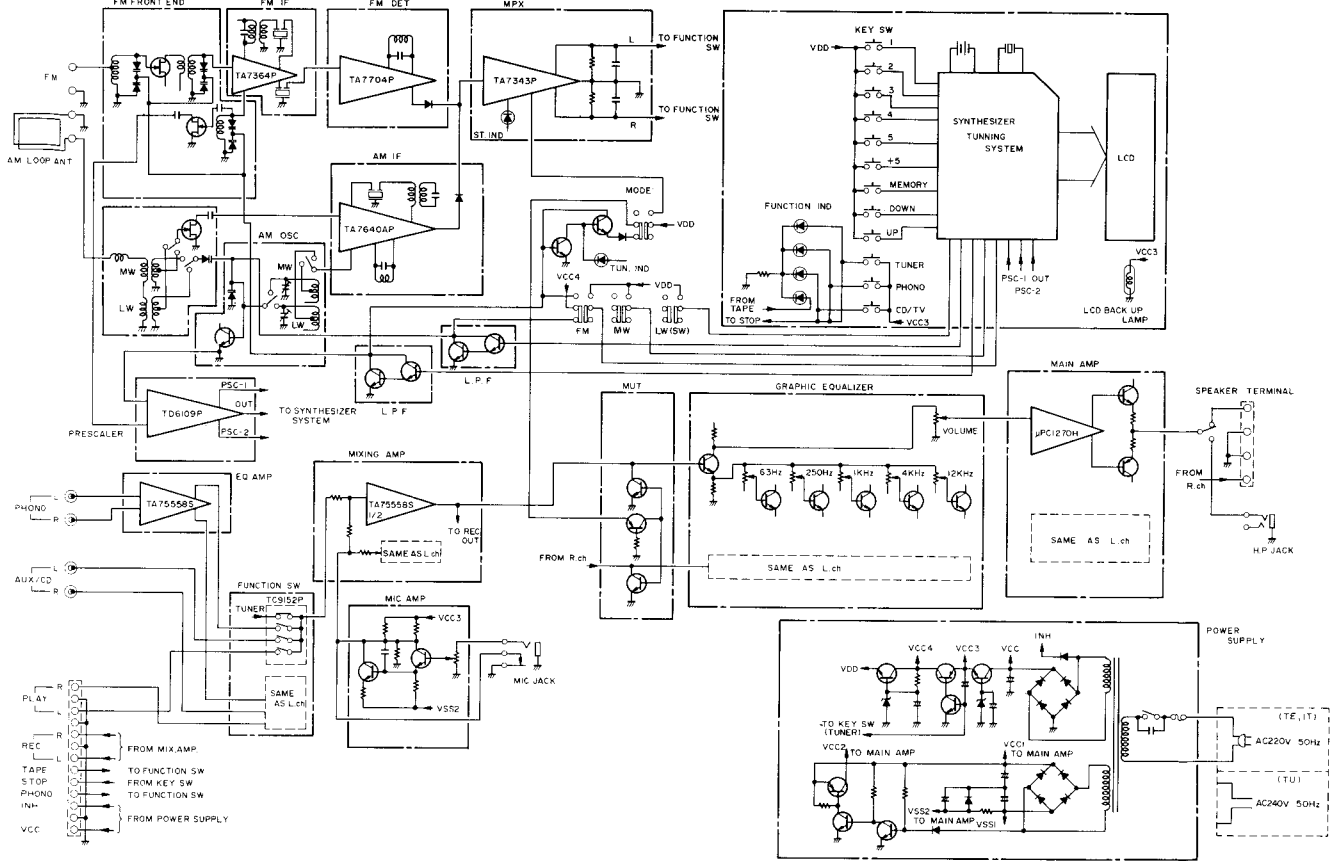 FM FRONT END
FM IF
FM DET
MPX
FM
AM LOOP ANT
TA7364P
TA7704P
TA7343P
L
TO FUNCTION
SW
R
TO FUNCTION
SW
ST. IND
AM IF
TA7640AP
MW
LW
AM OSC
MW
LW
MODE
VDD
TUN. IND
VCC4
VDD
FM
MW
LW(SW)
L.P.F
L.P.F
KEY SW
VDD
1
2
3
4
5
+5
MEMORY
DOWN
UP
SYNTHESIZER
TUNNING
SYSTEM
LCD
FUNCTION IND
TUNER
PHONO
CD/TV
VCC3
FROM
TAPE
TO STOP
PSC-1 OUT
PSC-2
VCC3
LCD BACK UP
LAMP
TD6109P
PRESCALER
PSC-1
OUT
PSC-2
TO SYNTHESIZER
SYSTEM
MUT
GRAPHIC EQUALIZER
VOLUME
63Hz
250Hz
1KHz
4KHz
12KHz
SAME AS L.ch
FROM R.ch
MAIN AMP
μPC1270H
SAME AS L.ch
SPEAKER TERMINAL
FROM
R.ch
H.P JACK
EQ AMP
TA75558S
PHONO
L
R
AUX/CD
L
R
MIXING AMP
TA75558S
1/2
SAME AS L.ch
TO REC
OUT
FUNCTION SW
TC9152P
TUNER
SAME
AS L.ch
MIC AMP
VCC3
VSS2
MIC JACK
PLAY
R
L
REC
R
L
FROM MIX, AMP.
TAPE
TO FUNCTION SW
STOP
FROM KEY SW
PHONO
TO FUNCTION SW
INH
FROM POWER SUPPLY
VCC
POWER
SUPPLY
INH
VDD
VCC4
VCC3
VCC
TO KEY SW
(TUNER)
VCC2
TO MAIN AMP
VCC1
TO MAIN AMP
VSS2
TO MAIN AMP
VSS1
(TE, IT)
AC220V 50Hz
(TU)
AC240V 50Hz